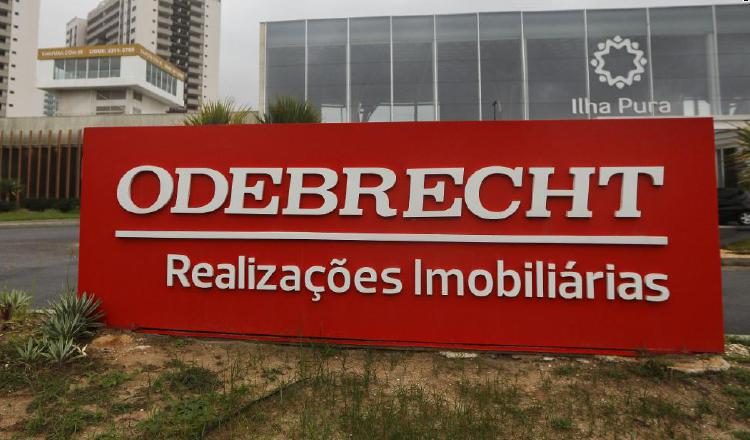 Ilha Pura
ODEBRECHT
Realizações Imobiliárias